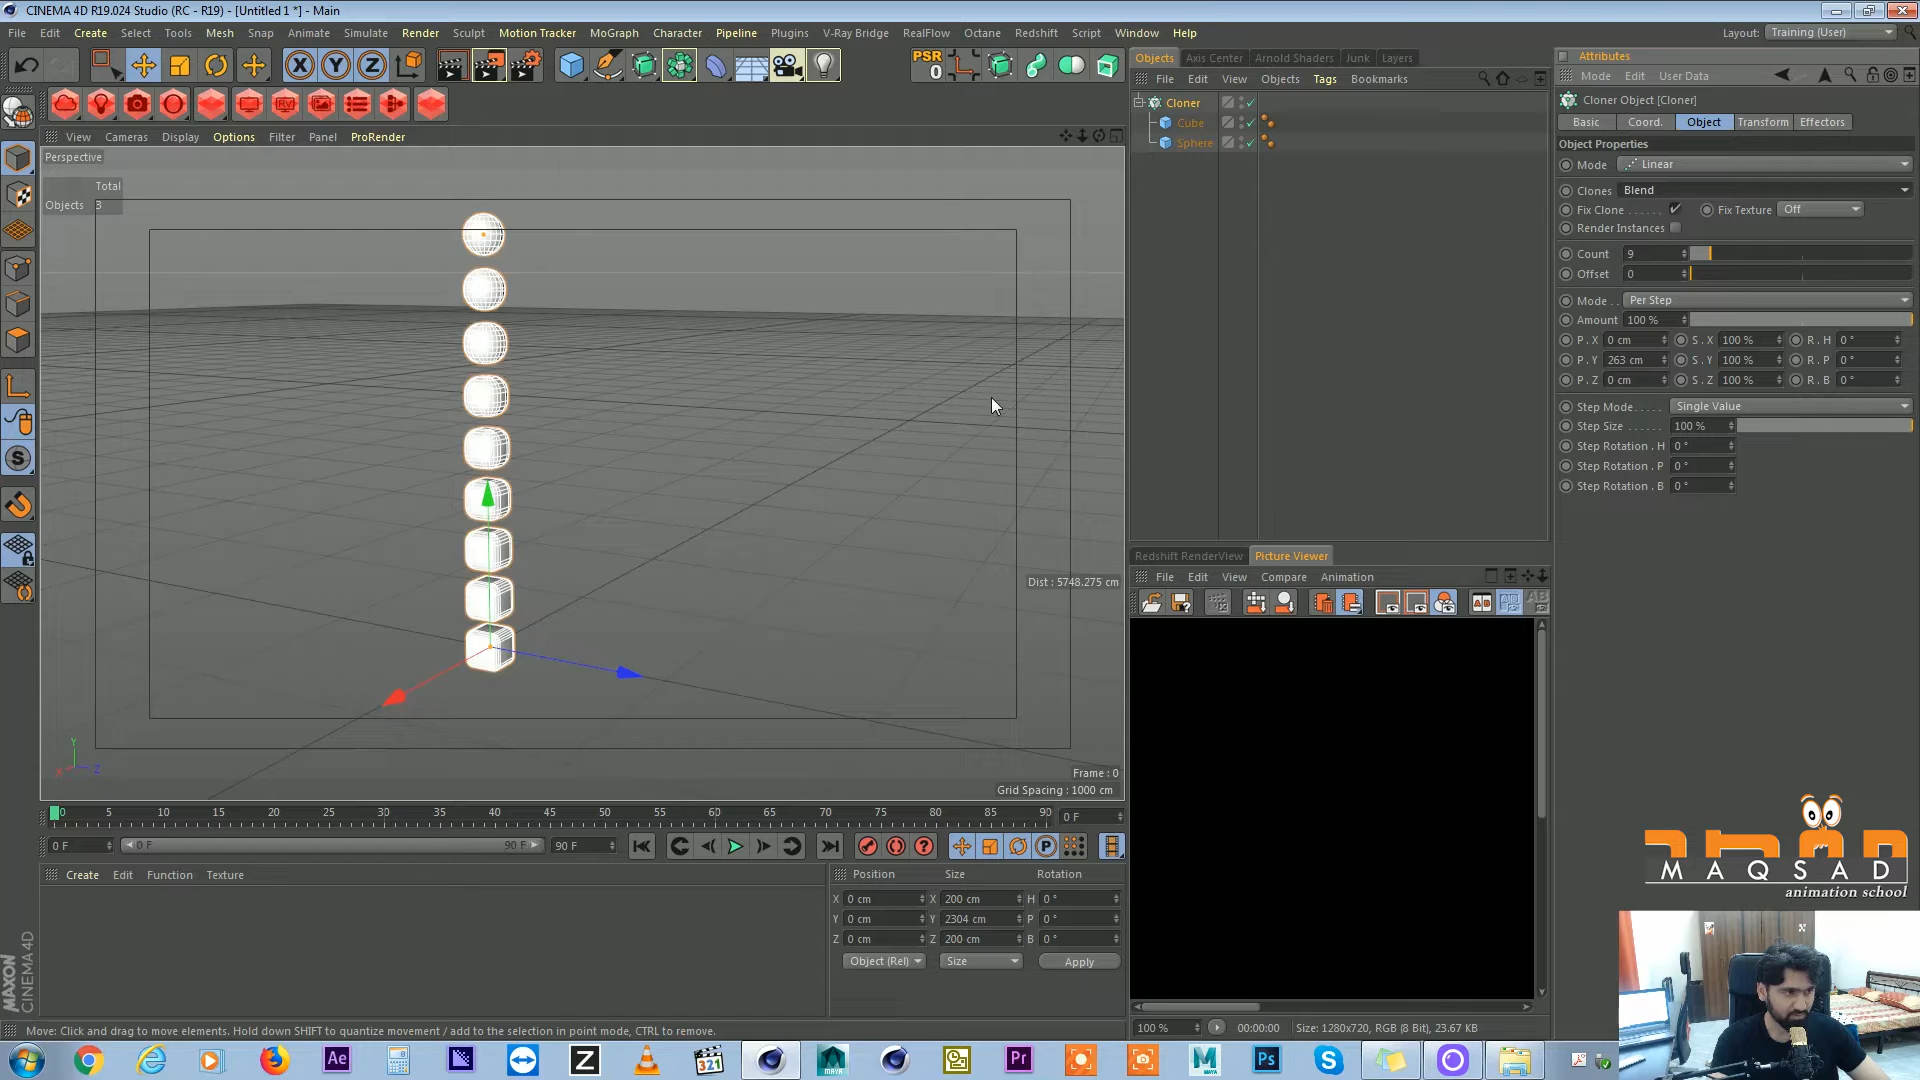 CINEMA 4D R19.024 Studio (RC - R19) - [Untitled 1 *] - Main
File Edit Create Select Tools Mesh Snap Animate Simulate Render Sculpt Motion Tracker MoGraph Character Pipeline Plugins V-Ray Bridge RealFlow Octane Redshift Script Window Help Layout: Training (User)
X Y Z PSR 0
Objects Axis Center Arnold Shaders Junk Layers
File Edit View Objects Tags Bookmarks
Cloner
Cube
Sphere
Attributes
Mode Edit User Data
Cloner Object [Cloner]
Basic Coord. Object Transform Effectors
Object Properties
Mode Linear
Clones Blend
Fix Clone ...... Fix Texture Off
Render Instances
Count 9
Offset 0
Mode .. Per Step
Amount 100 %
P . X 0 cm S . X 100 % R . H 0 °
P . Y 263 cm S . Y 100 % R . P 0 °
P . Z 0 cm S . Z 100 % R . B 0 °
Step Mode..... Single Value
Step Size ...... 100 %
Step Rotation . H 0 °
Step Rotation . P 0 °
Step Rotation . B 0 °
View Cameras Display Options Filter Panel ProRender
Perspective
Total
Objects 3
Dist : 5748.275 cm
Y
X Z
Frame : 0
Grid Spacing : 1000 cm
Redshift RenderView Picture Viewer
File Edit View Compare Animation
0 5 10 15 20 25 30 35 40 45 50 55 60 65 70 75 80 85 90 0 F
0 F 0 F 90 F 90 F
Create Edit Function Texture
Position Size Rotation
X 0 cm X 200 cm H 0 °
Y 0 cm Y 2304 cm P 0 °
Z 0 cm Z 200 cm B 0 °
Object (Rel) Size Apply
100 % 00:00:00 Size: 1280x720, RGB (8 Bit), 23.67 KB
MAXON
CINEMA 4D
Move: Click and drag to move elements. Hold down SHIFT to quantize movement / add to the selection in point mode, CTRL to remove.
MAQSAD
animation school
Ae Z 321 MAYA Pr MAYA Ps S